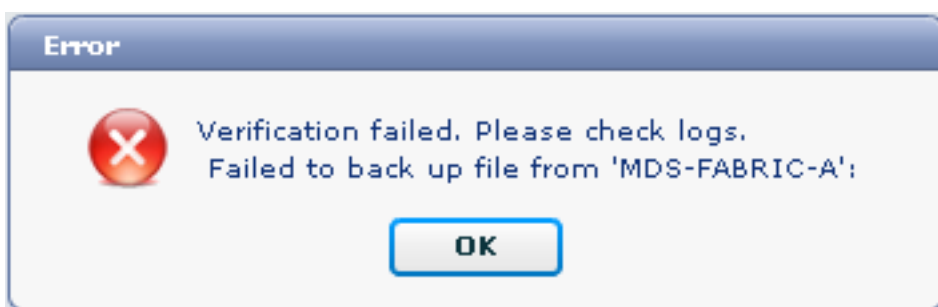 Error
Verification failed. Please check logs.
Failed to back up file from 'MDS-FABRIC-A':
OK